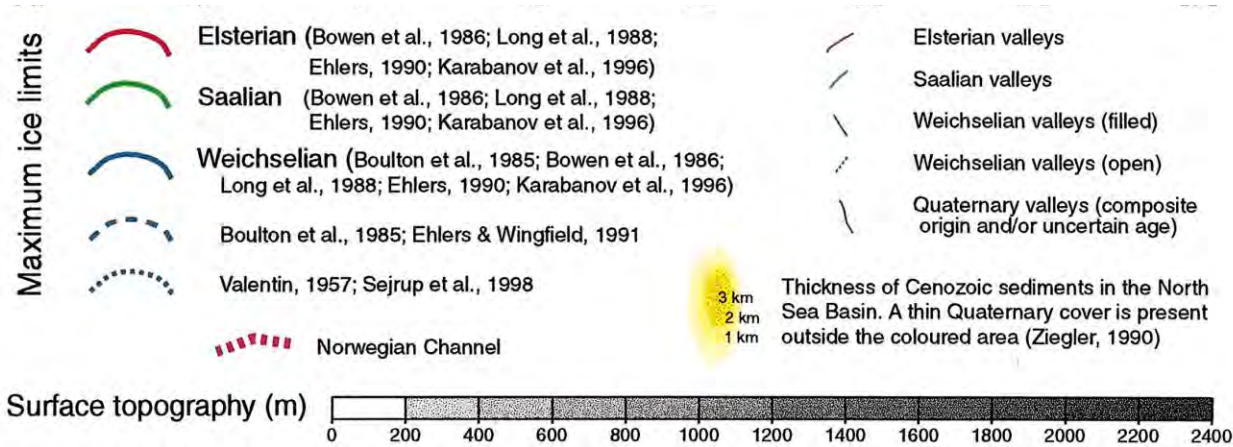 Maximum ice limits
Elsterian (Bowen et al., 1986; Long et al., 1988;
Ehlers, 1990; Karabanov et al., 1996)
Saalian (Bowen et al., 1986; Long et al., 1988;
Ehlers, 1990; Karabanov et al., 1996)
Weichselian (Boulton et al., 1985; Bowen et al., 1986;
Long et al., 1988; Ehlers, 1990; Karabanov et al., 1996)
Boulton et al., 1985; Ehlers & Wingfield, 1991
Valentin, 1957; Sejrup et al., 1998
Norwegian Channel
Elsterian valleys
Saalian valleys
Weichselian valleys (filled)
Weichselian valleys (open)
Quaternary valleys (composite
origin and/or uncertain age)
3 km
2 km
1 km
Thickness of Cenozoic sediments in the North
Sea Basin. A thin Quaternary cover is present
outside the coloured area (Ziegler, 1990)
Surface topography (m)
0 200 400 600 800 1000 1200 1400 1600 1800 2000 2200 2400